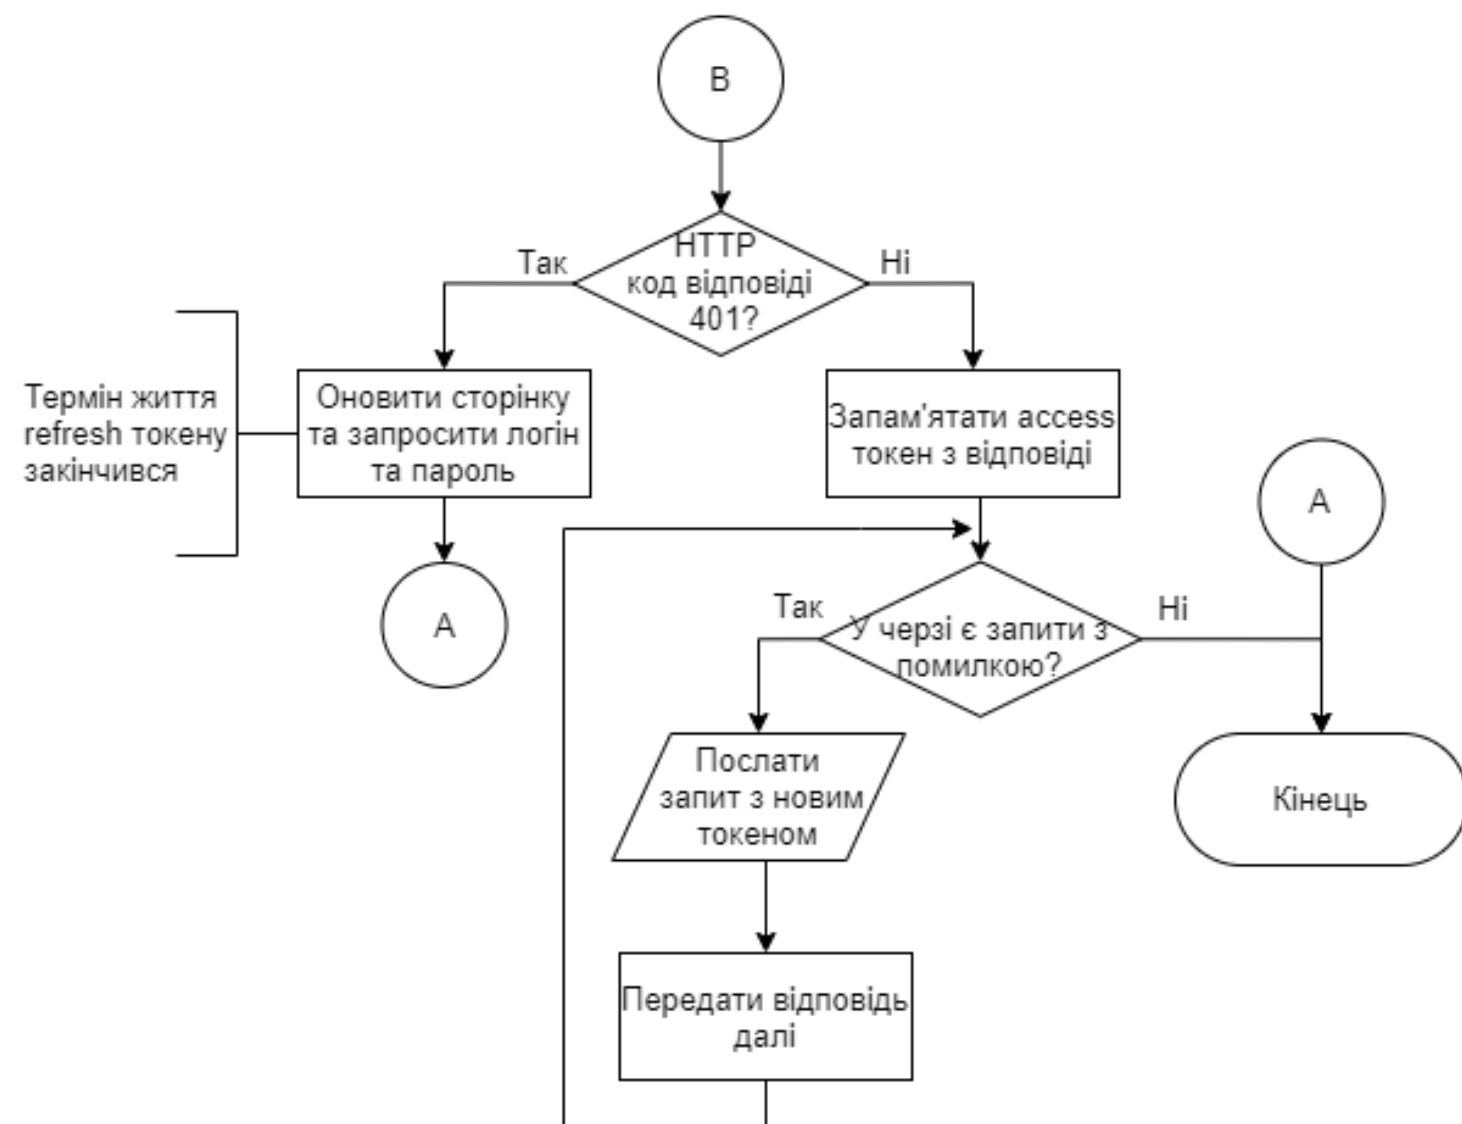 B
HTTP
код відповіді
401?
Так
Ні
Термін життя
refresh токену
закінчився
Оновити сторінку
та запросити логін
та пароль
Запам'ятати access
токен з відповіді
A
A
Так
У черзі є запити з
помилкою?
Ні
Послати
запит з новим
токеном
Кінець
Передати відповідь
далі